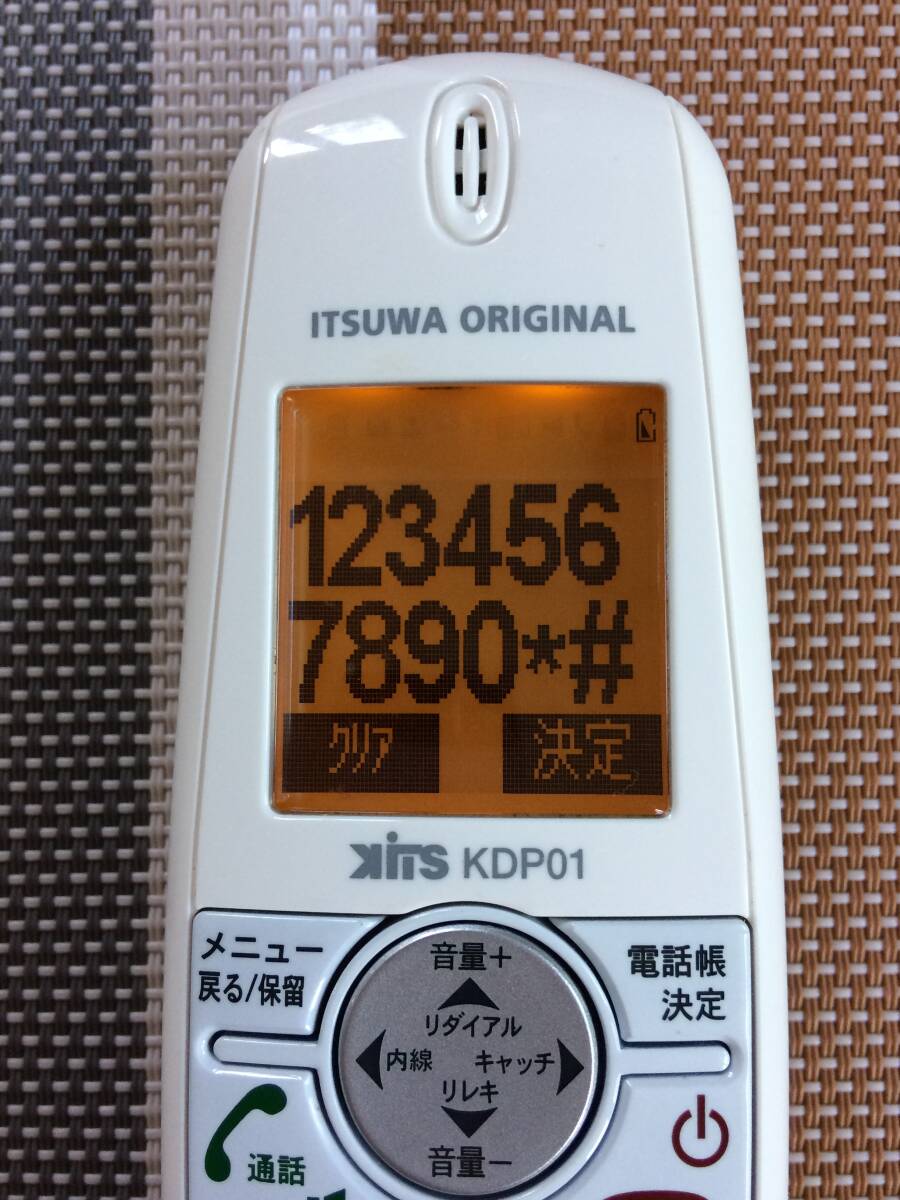 ITSUWA ORIGINAL
123456
7890*#
クリア 決定
KITS KDP01
メニュー
戻る/保留
音量+
電話帳
決定
リダイアル
内線 キャッチ
リレキ
音量−
通話